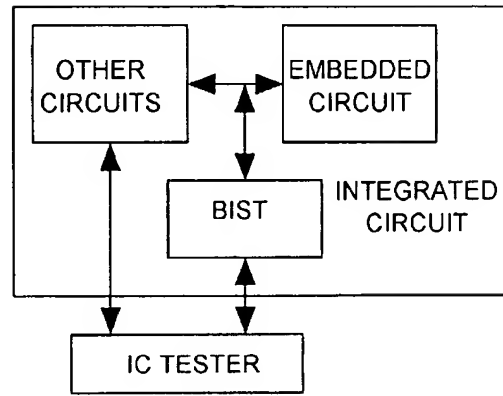 OTHER
CIRCUITS
EMBEDDED
CIRCUIT
BIST
INTEGRATED
CIRCUIT
IC TESTER